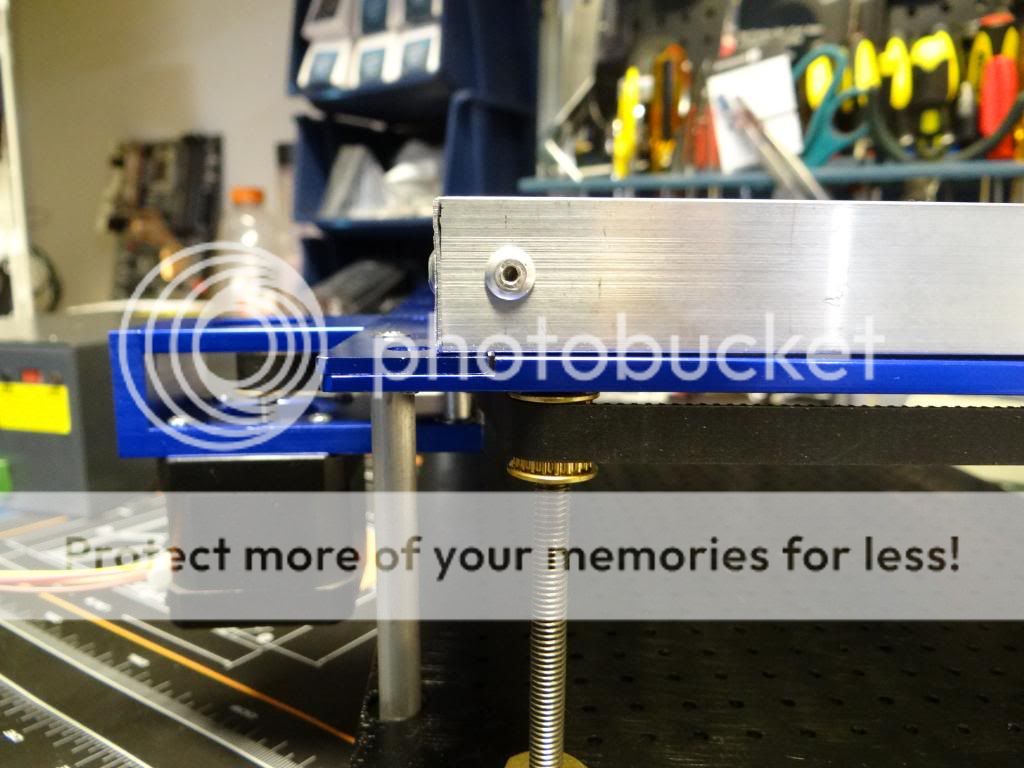 photobucket
Protect more of your memories for less!